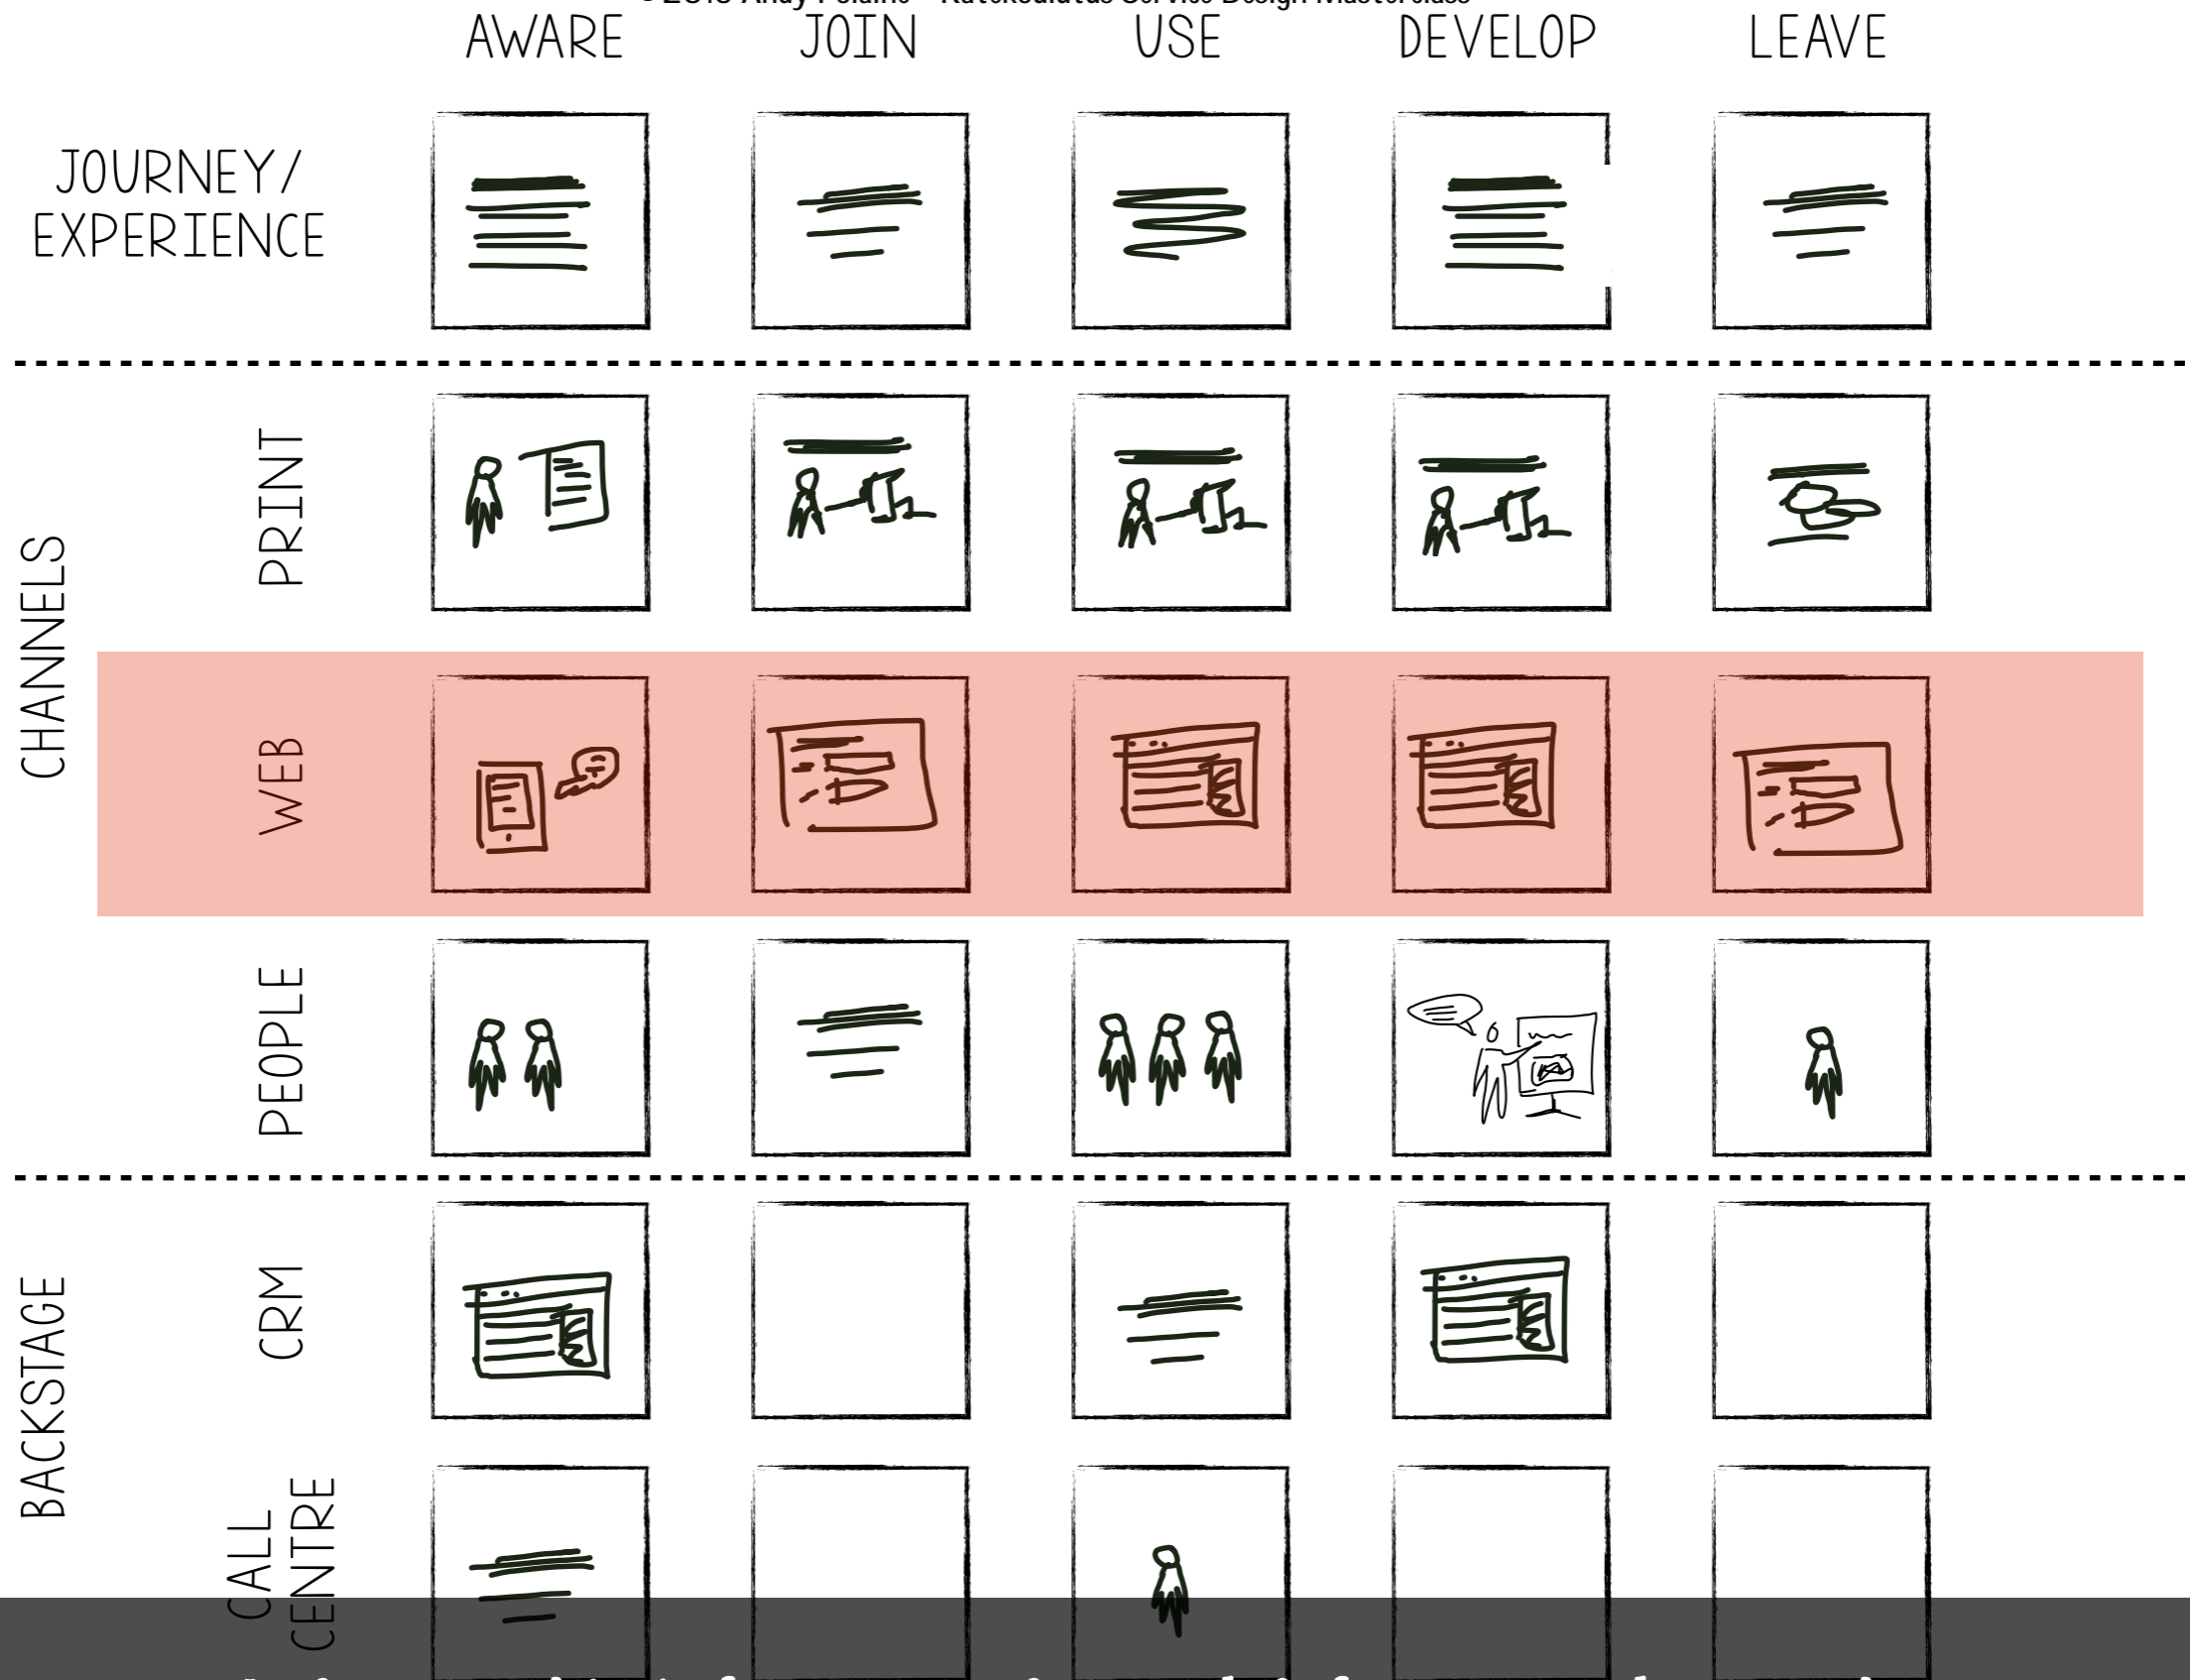 AWARE JOIN USE DEVELOP LEAVE
JOURNEY/
EXPERIENCE
CHANNELS
PRINT
WEB
PEOPLE
BACKSTAGE
CRM
CALL
CENTRE